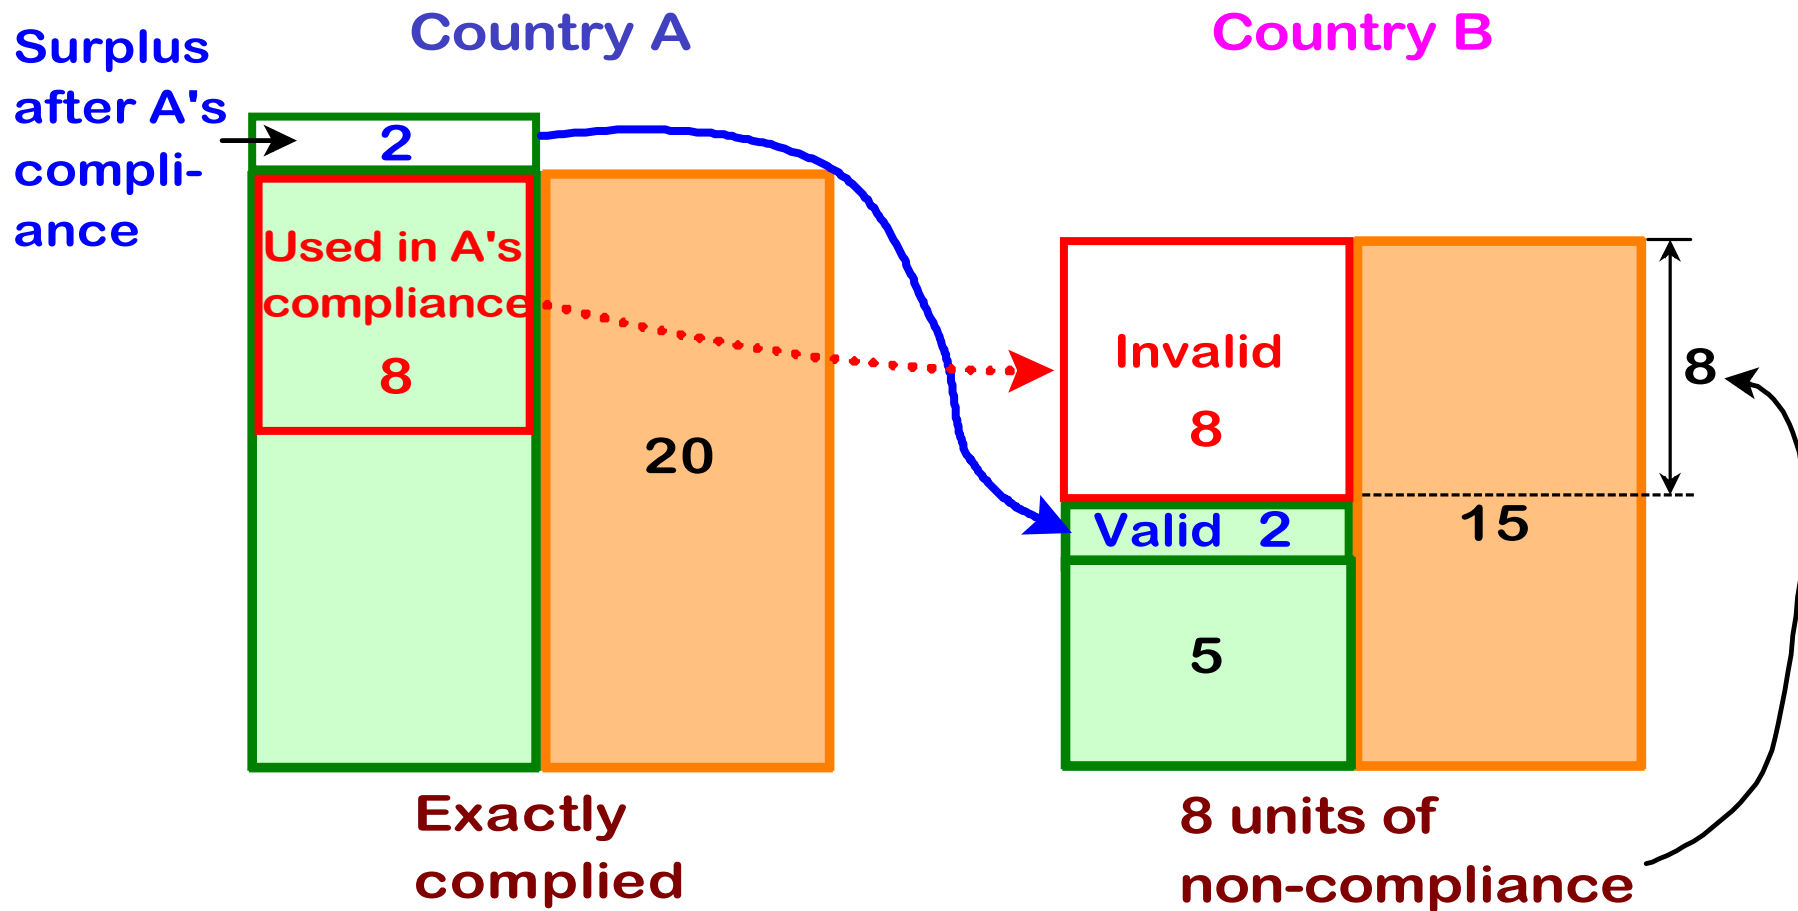 Country A
Country B
Surplus
after A's
compli-
ance
2
Used in A's
compliance
8
20
Invalid
8
Valid 2
5
15
8
Exactly
complied
8 units of
non-compliance